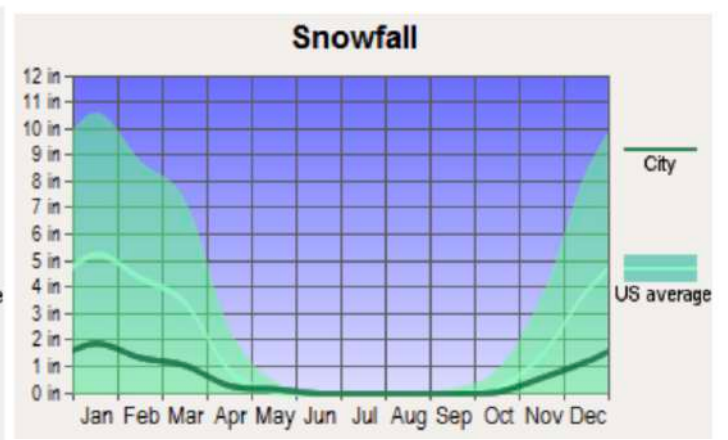 Snowfall
12 in
11 in
10 in
9 in
8 in
7 in
6 in
5 in
4 in
3 in
2 in
1 in
0 in
Jan Feb Mar Apr May Jun Jul Aug Sep Oct Nov Dec
City
US average
e